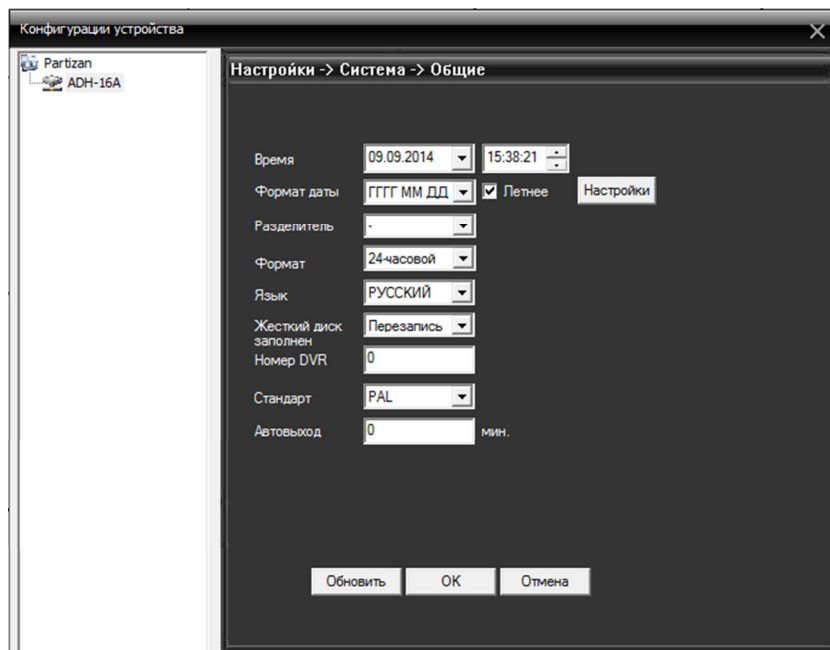 Конфигурации устройства
Partizan
ADH-16A
Настройки -> Система -> Общие
Время 09.09.2014 15:38:21
Формат даты ГГГГ ММ ДД Летнее Настройки
Разделитель -
Формат 24-часовой
Язык РУССКИЙ
Жесткий диск заполнен Перезапись
Номер DVR 0
Стандарт PAL
Автовыход 0 мин.
Обновить OK Отмена